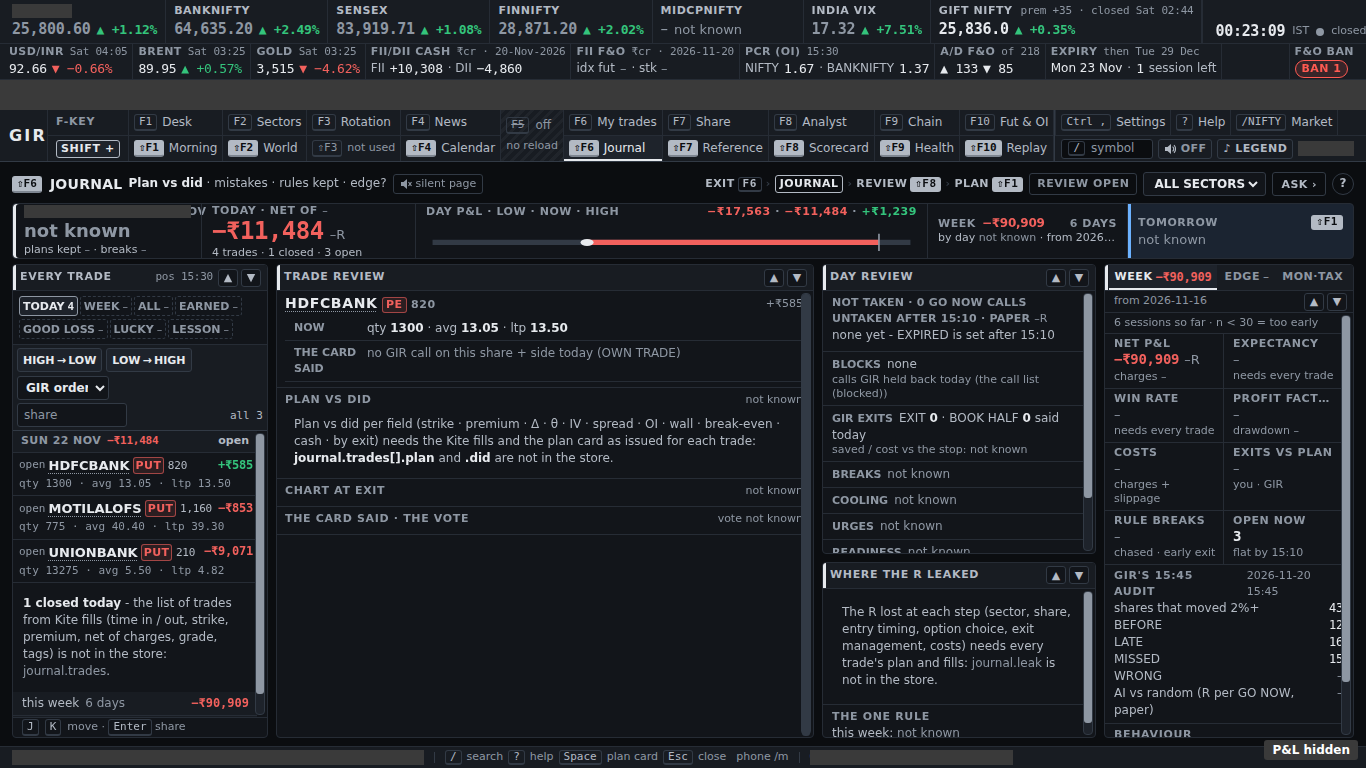 BANKNIFTY SENSEX FINNIFTY MIDCPNIFTY INDIA VIX GIFT NIFTY prem +35 · closed Sat 02:44
25,800.60 ▲ +1.12% 64,635.20 ▲ +2.49% 83,919.71 ▲ +1.08% 28,871.20 ▲ +2.02% – not known 17.32 ▲ +7.51% 25,836.0 ▲ +0.35% 00:23:09 IST ● closed
USD/INR Sat 04:05 BRENT Sat 03:25 GOLD Sat 03:25 FII/DII CASH ₹cr · 20-Nov-2026 FII F&O ₹cr · 2026-11-20 PCR (OI) 15:30 A/D F&O of 218 EXPIRY then Tue 29 Dec F&O BAN
92.66 ▼ −0.66% 89.95 ▲ +0.57% 3,515 ▼ −4.62% FII +10,308 · DII −4,860 idx fut – · stk – NIFTY 1.67 · BANKNIFTY 1.37 ▲ 133 ▼ 85 Mon 23 Nov · 1 session left BAN 1
GIR F-KEY F1 Desk F2 Sectors F3 Rotation F4 News F5 off F6 My trades F7 Share F8 Analyst F9 Chain F10 Fut & OI Ctrl , Settings ? Help /NIFTY Market
SHIFT + ⇧F1 Morning ⇧F2 World ⇧F3 not used ⇧F4 Calendar no reload ⇧F6 Journal ⇧F7 Reference ⇧F8 Scorecard ⇧F9 Health ⇧F10 Replay / symbol OFF ♪ LEGEND
⇧F6 JOURNAL Plan vs did · mistakes · rules kept · edge? silent page EXIT F6 › JOURNAL › REVIEW ⇧F8 › PLAN ⇧F1 REVIEW OPEN ALL SECTORS ASK › ?
OV TODAY · NET OF – DAY P&L · LOW · NOW · HIGH −₹17,563 · −₹11,484 · +₹1,239 WEEK −₹90,909 6 DAYS TOMORROW ⇧F1
not known −₹11,484 –R by day not known · from 2026… not known
plans kept – · breaks – 4 trades · 1 closed · 3 open
EVERY TRADE pos 15:30 ▲ ▼
TODAY 4 WEEK – ALL – EARNED –
GOOD LOSS – LUCKY – LESSON –
HIGH → LOW LOW → HIGH
GIR order
share all 3
SUN 22 NOV −₹11,484 open
open HDFCBANK PUT 820 +₹585
qty 1300 · avg 13.05 · ltp 13.50
open MOTILALOFS PUT 1,160 −₹853
qty 775 · avg 40.40 · ltp 39.30
open UNIONBANK PUT 210 −₹9,071
qty 13275 · avg 5.50 · ltp 4.82
1 closed today - the list of trades
from Kite fills (time in / out, strike,
premium, net of charges, grade,
tags) is not in the store:
journal.trades.
this week 6 days −₹90,909
J K move · Enter share
TRADE REVIEW ▲ ▼
HDFCBANK PE 820 +₹585
NOW qty 1300 · avg 13.05 · ltp 13.50
THE CARD SAID no GIR call on this share + side today (OWN TRADE)
PLAN VS DID not known
Plan vs did per field (strike · premium · Δ · θ · IV · spread · OI · wall · break-even ·
cash · by exit) needs the Kite fills and the plan card as issued for each trade:
journal.trades[].plan and .did are not in the store.
CHART AT EXIT not known
THE CARD SAID · THE VOTE vote not known
DAY REVIEW ▲ ▼
NOT TAKEN · 0 GO NOW CALLS
UNTAKEN AFTER 15:10 · PAPER –R
none yet - EXPIRED is set after 15:10
BLOCKS none
calls GIR held back today (the call list
(blocked))
GIR EXITS EXIT 0 · BOOK HALF 0 said
today
saved / cost vs the stop: not known
BREAKS not known
COOLING not known
URGES not known
READINESS not known
WHERE THE R LEAKED ▲ ▼
The R lost at each step (sector, share,
entry timing, option choice, exit
management, costs) needs every
trade's plan and fills: journal.leak is
not in the store.
THE ONE RULE
this week: not known
WEEK −₹90,909 EDGE – MON·TAX
from 2026-11-16 ▲ ▼
6 sessions so far · n < 30 = too early
NET P&L EXPECTANCY
−₹90,909 –R –
charges – needs every trade
WIN RATE PROFIT FACT…
– –
needs every trade drawdown –
COSTS EXITS VS PLAN
– –
charges + slippage you · GIR
RULE BREAKS OPEN NOW
– 3
chased · early exit flat by 15:10
GIR'S 15:45 AUDIT 2026-11-20 15:45
shares that moved 2%+ 43
BEFORE 12
LATE 16
MISSED 15
WRONG –
AI vs random (R per GO NOW, paper) –
BEHAVIOUR
/ search ? help Space plan card Esc close phone /m
P&L hidden